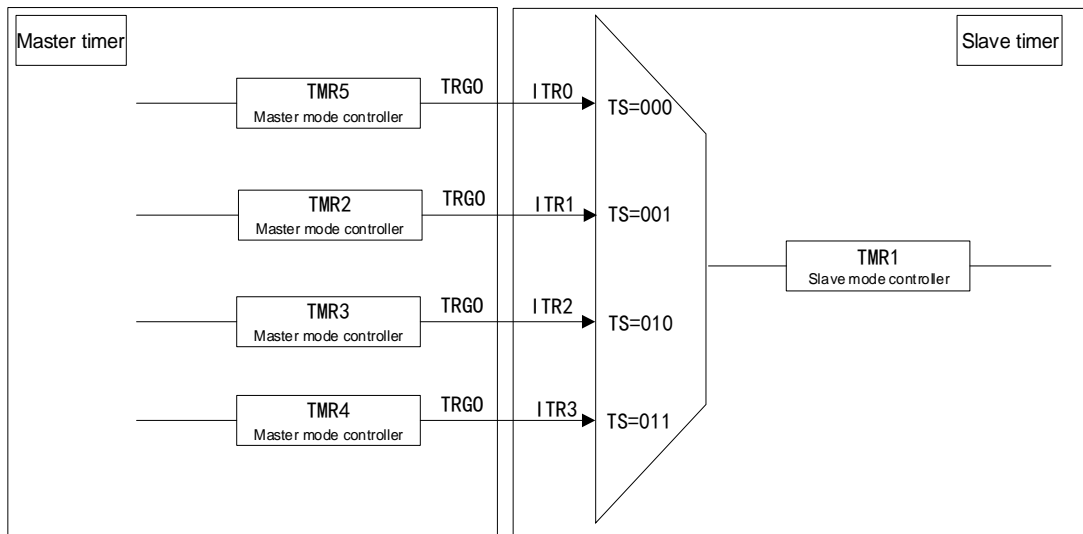 Master timer
Slave timer
TMR5
Master mode controller
TRGO
ITR0
TS=000
TMR2
Master mode controller
TRGO
ITR1
TS=001
TMR1
Slave mode controller
TMR3
Master mode controller
TRGO
ITR2
TS=010
TMR4
Master mode controller
TRGO
ITR3
TS=011